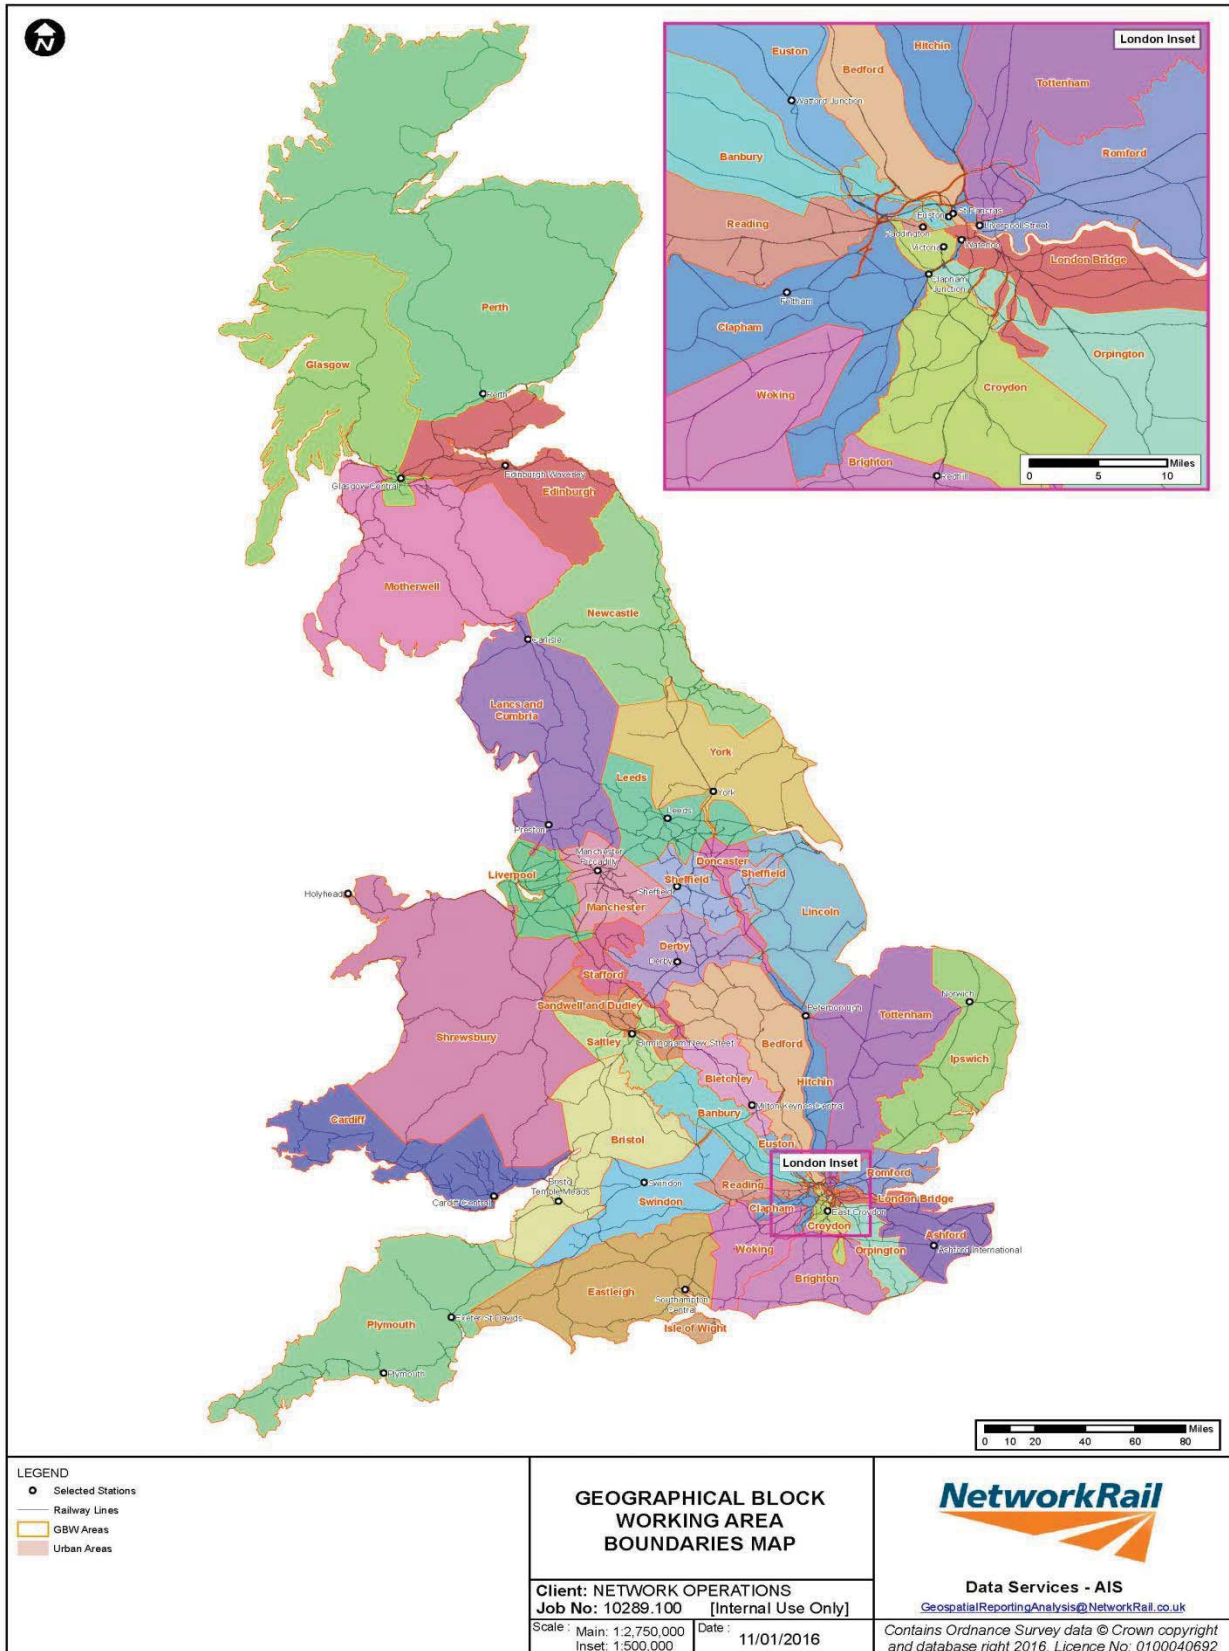 N
London Inset
Euston
Hitchin
Bedford
Tottenham
Watford Junction
Banbury
Romford
Reading
Euston
St Pancras
Paddington
Liverpool Street
Victoria
Waterloo
London Bridge
Clapham
Junction
Feltham
Clapham
Orpington
Woking
Croydon
Brighton
Redhill
Miles
0 5 10
Perth
Glasgow
Perth
Edinburgh Waverley
Glasgow Central
Edinburgh
Motherwell
Newcastle
Carlisle
Lancs and
Cumbria
York
Leeds
York
Leeds
Preston
Manchester
Piccadilly
Doncaster
Liverpool
Sheffield
Sheffield
Sheffield
Holyhead
Manchester
Lincoln
Derby
Derby
Stafford
Norwich
Sandwell and Dudley
Peterborough
Tottenham
Shrewsbury
Saltley
Birmingham New Street
Bedford
Ipswich
Bletchley
Hitchin
Milton Keynes Central
Banbury
Cardiff
Bristol
Euston
London Inset
Romford
Bristol
Temple Meads
Swindon
Reading
Cardiff Central
Swindon
London Bridge
Clapham
East Croydon
Croydon
Ashford
Woking
Orpington
Ashford International
Brighton
Eastleigh
Southampton
Central
Exeter St Davids
Plymouth
Isle of Wight
Plymouth
Miles
0 10 20 40 60 80
LEGEND
Selected Stations
Railway Lines
GBW Areas
Urban Areas
GEOGRAPHICAL BLOCK
WORKING AREA
BOUNDARIES MAP
Client: NETWORK OPERATIONS
Job No: 10289.100 [Internal Use Only]
Scale : Main: 1:2,750,000
Inset: 1:500,000
Date : 11/01/2016
NetworkRail
Data Services - AIS
GeospatialReportingAnalysis@NetworkRail.co.uk
Contains Ordnance Survey data © Crown copyright
and database right 2016. Licence No: 0100040692